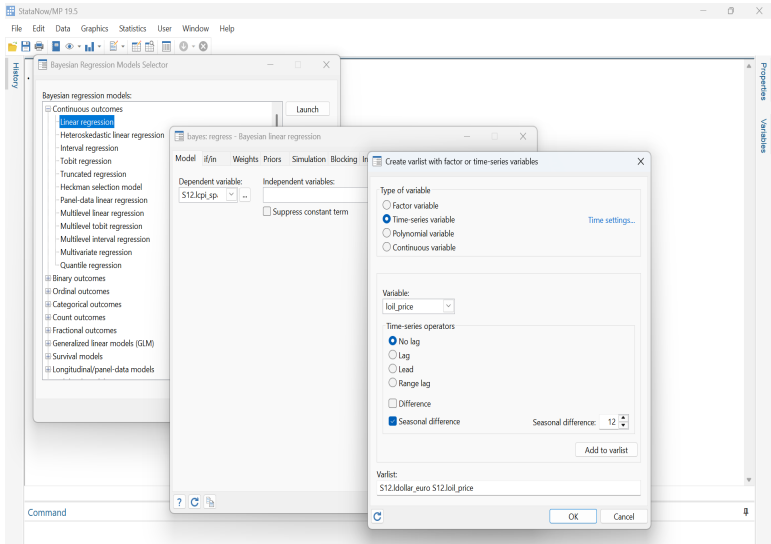 StataNow/MP 19.5
File Edit Data Graphics Statistics User Window Help
History
Bayesian Regression Models Selector
Bayesian regression models:
Continuous outcomes
Linear regression
Heteroskedastic linear regression
Interval regression
Tobit regression
Truncated regression
Heckman selection model
Panel-data linear regression
Multilevel linear regression
Multilevel tobit regression
Multilevel interval regression
Multivariate regression
Quantile regression
Binary outcomes
Ordinal outcomes
Categorical outcomes
Count outcomes
Fractional outcomes
Generalized linear models (GLM)
Survival models
Longitudinal/panel-data models
Launch
bayes: regress - Bayesian linear regression
Model if/in Weights Priors Simulation Blocking
Dependent variable: Independent variables:
S12.lcpi_sp ...
Suppress constant term
?
Create varlist with factor or time-series variables
Type of variable
Factor variable
Time-series variable Time settings...
Polynomial variable
Continuous variable
Variable:
loil_price
Time-series operators
No lag
Lag
Lead
Range lag
Difference
Seasonal difference Seasonal difference: 12
Add to varlist
Varlist:
S12.ldollar_euro S12.loil_price
OK Cancel
Command
Properties
Variables